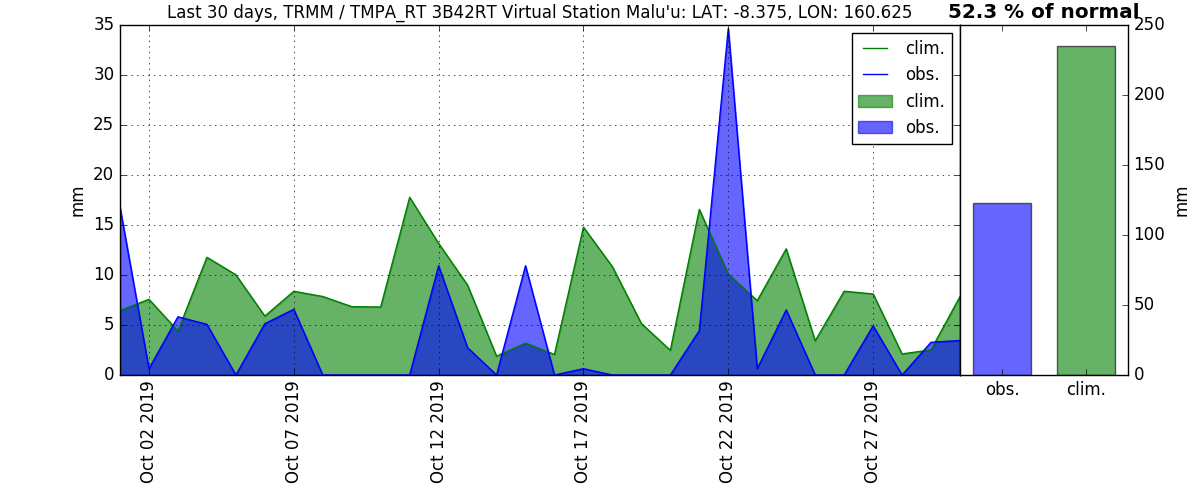 Last 30 days, TRMM / TMPA_RT 3B42RT Virtual Station Malu'u: LAT: -8.375, LON: 160.625
52.3 % of normal
35
30
25
20
15
10
5
0
mm
clim.
obs.
clim.
obs.
Oct 02 2019
Oct 07 2019
Oct 12 2019
Oct 17 2019
Oct 22 2019
Oct 27 2019
250
200
150
100
50
0
mm
obs.
clim.